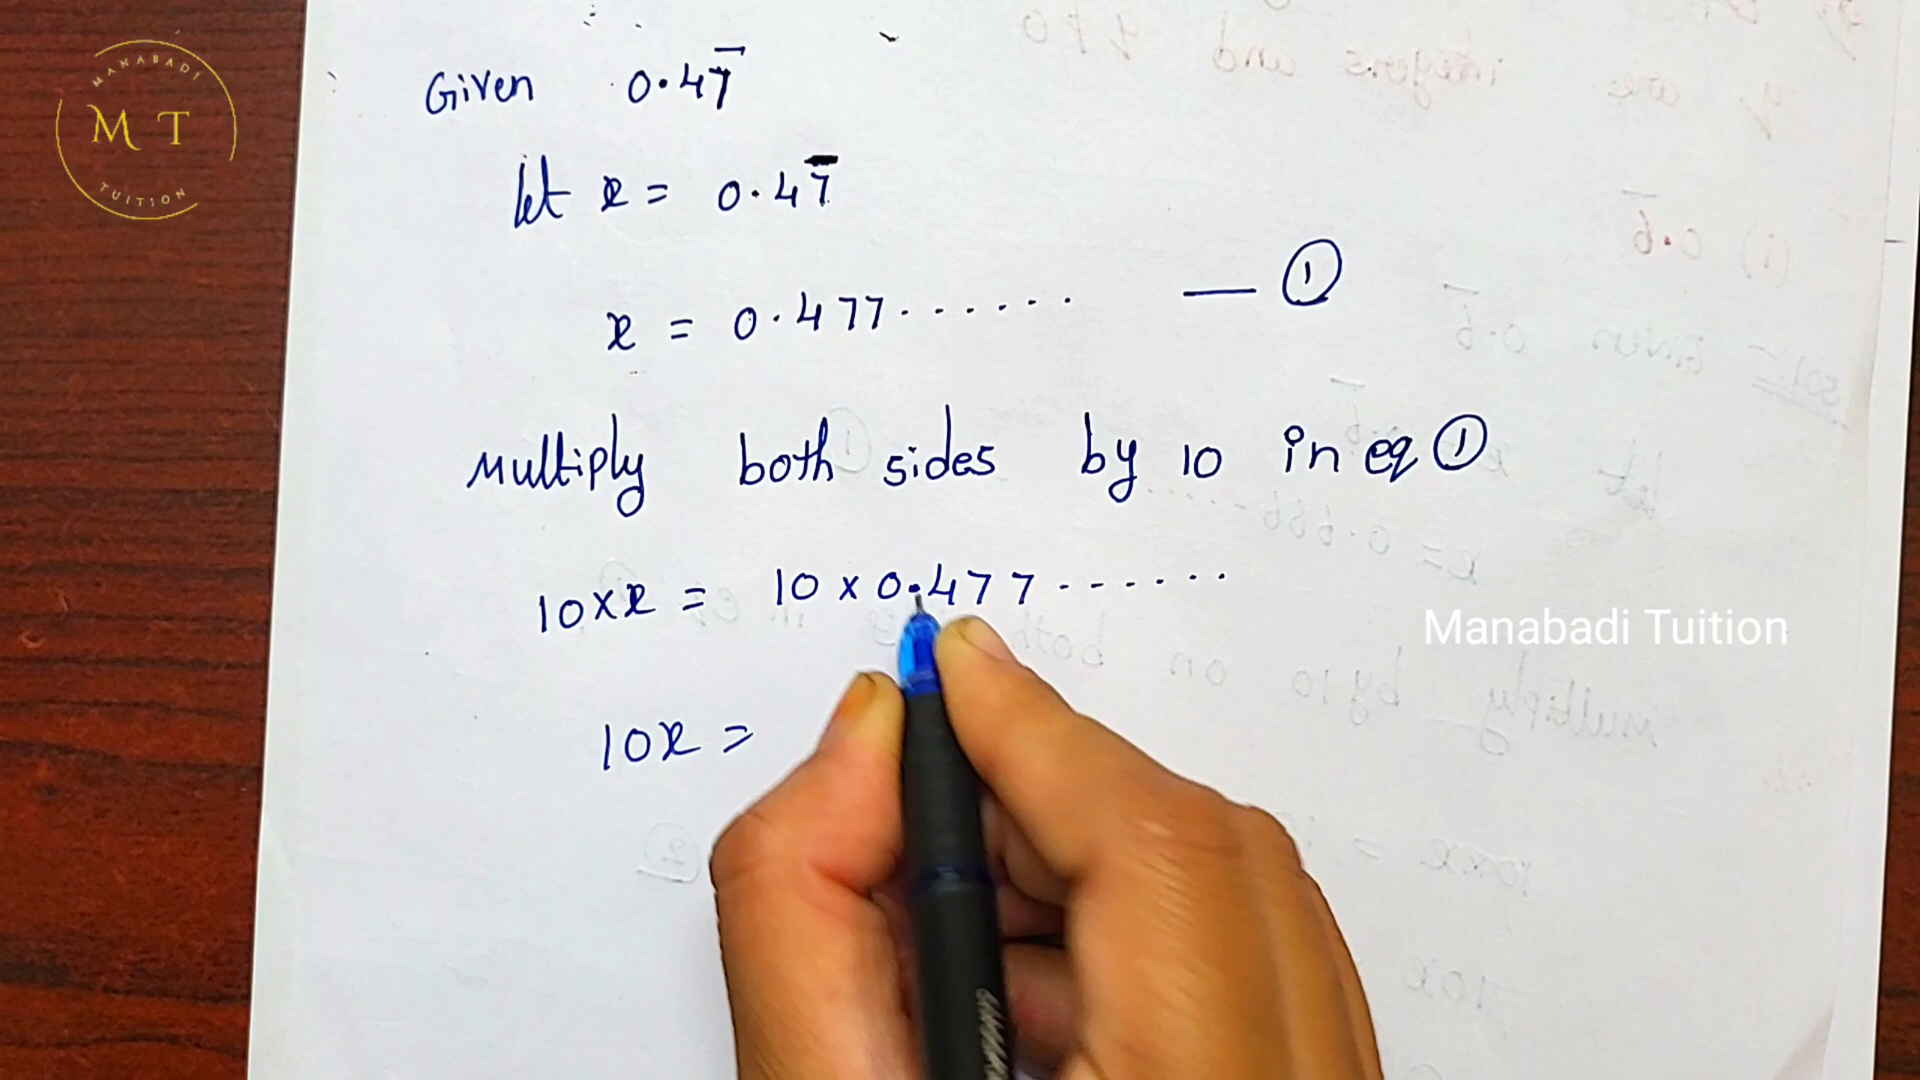 MANABADI
M T
TUITION
Given 0.47̅
let x = 0.47̅
x = 0.477...... — ①
Multiply both sides by 10 in eq ①
10×x = 10 × 0.477......
10x =
Manabadi Tuition